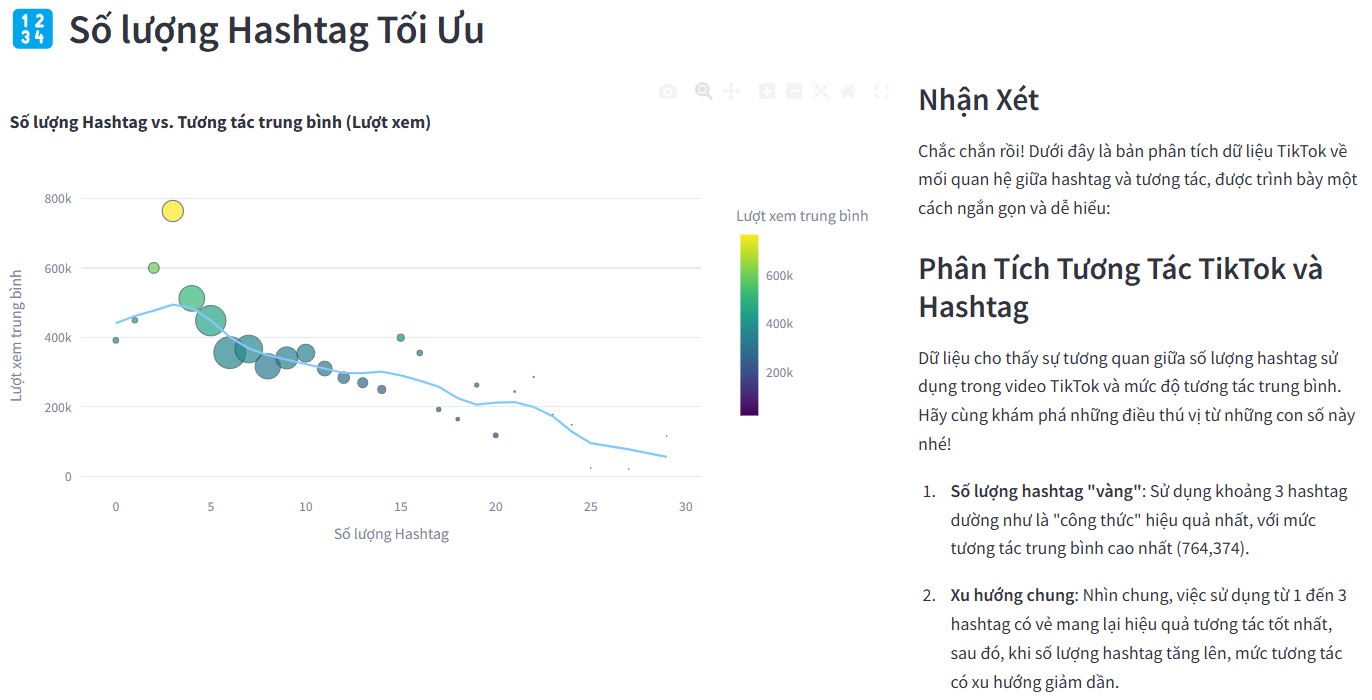 🔢 Số lượng Hashtag Tối Ưu
Số lượng Hashtag vs. Tương tác trung bình (Lượt xem)
800k
600k
400k
200k
0
Lượt xem trung bình
0 5 10 15 20 25 30
Số lượng Hashtag
Lượt xem trung bình
600k
400k
200k
Nhận Xét
Chắc chắn rồi! Dưới đây là bản phân tích dữ liệu TikTok về
mối quan hệ giữa hashtag và tương tác, được trình bày một
cách ngắn gọn và dễ hiểu:
Phân Tích Tương Tác TikTok và
Hashtag
Dữ liệu cho thấy sự tương quan giữa số lượng hashtag sử
dụng trong video TikTok và mức độ tương tác trung bình.
Hãy cùng khám phá những điều thú vị từ những con số này
nhé!
1. Số lượng hashtag "vàng": Sử dụng khoảng 3 hashtag
dường như là "công thức" hiệu quả nhất, với mức
tương tác trung bình cao nhất (764,374).
2. Xu hướng chung: Nhìn chung, việc sử dụng từ 1 đến 3
hashtag có vẻ mang lại hiệu quả tương tác tốt nhất,
sau đó, khi số lượng hashtag tăng lên, mức tương tác
có xu hướng giảm dần.